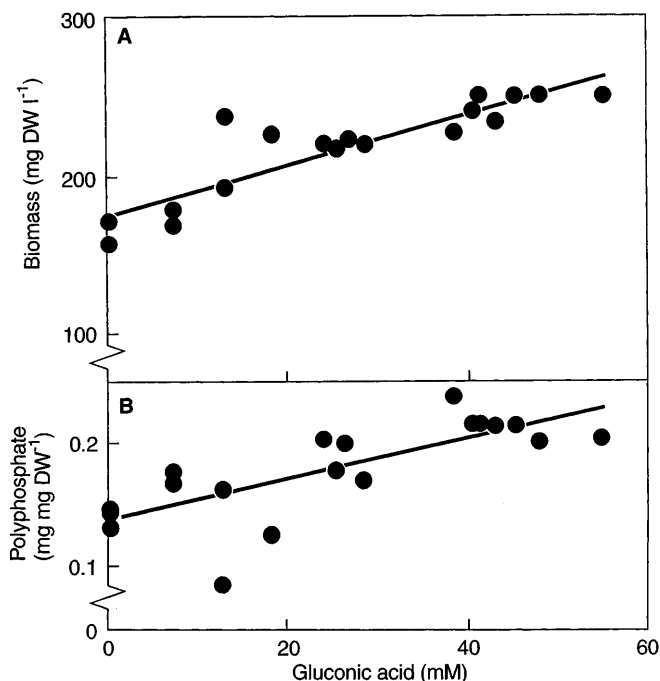 300
A
200
100
Biomass (mg DW l⁻¹)
B
0.2
0.1
0
Polyphosphate
(mg mg DW⁻¹)
0 20 40 60
Gluconic acid (mM)